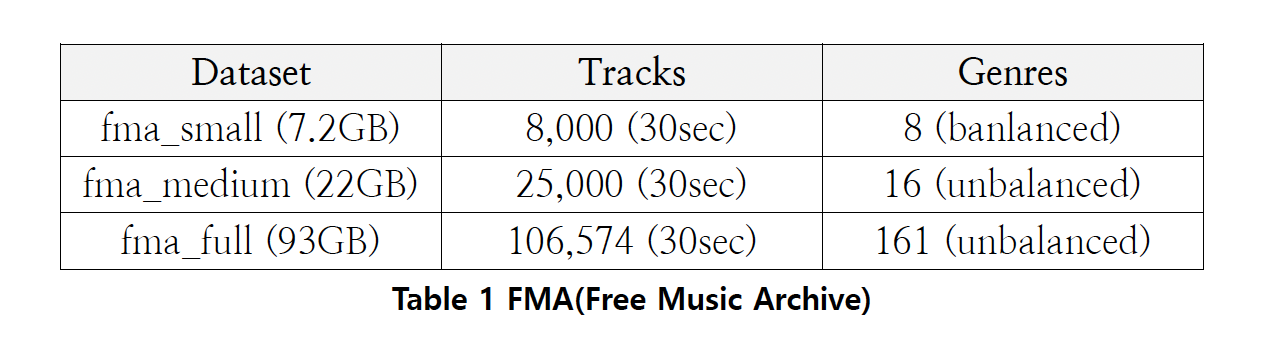 Dataset Tracks Genres
fma_small (7.2GB) 8,000 (30sec) 8 (banlanced)
fma_medium (22GB) 25,000 (30sec) 16 (unbalanced)
fma_full (93GB) 106,574 (30sec) 161 (unbalanced)
Table 1 FMA(Free Music Archive)